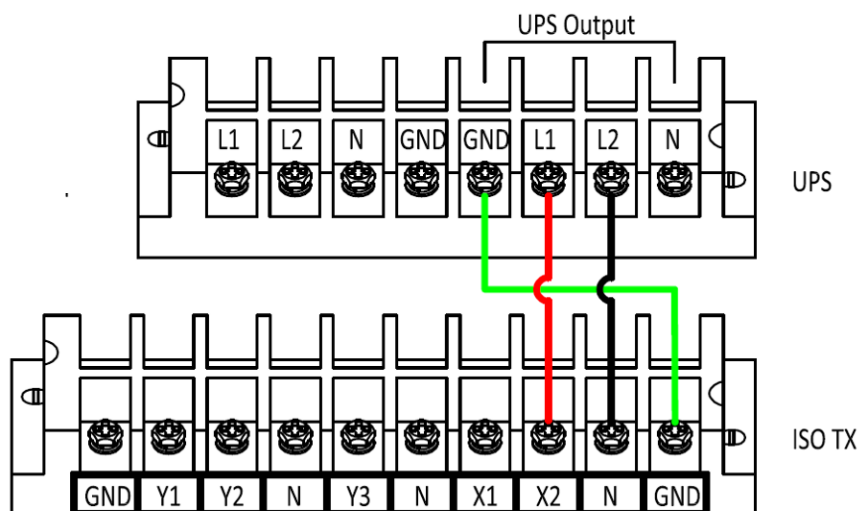 UPS Output
L1 L2 N GND GND L1 L2 N
UPS
ISO TX
GND Y1 Y2 N Y3 N X1 X2 N GND